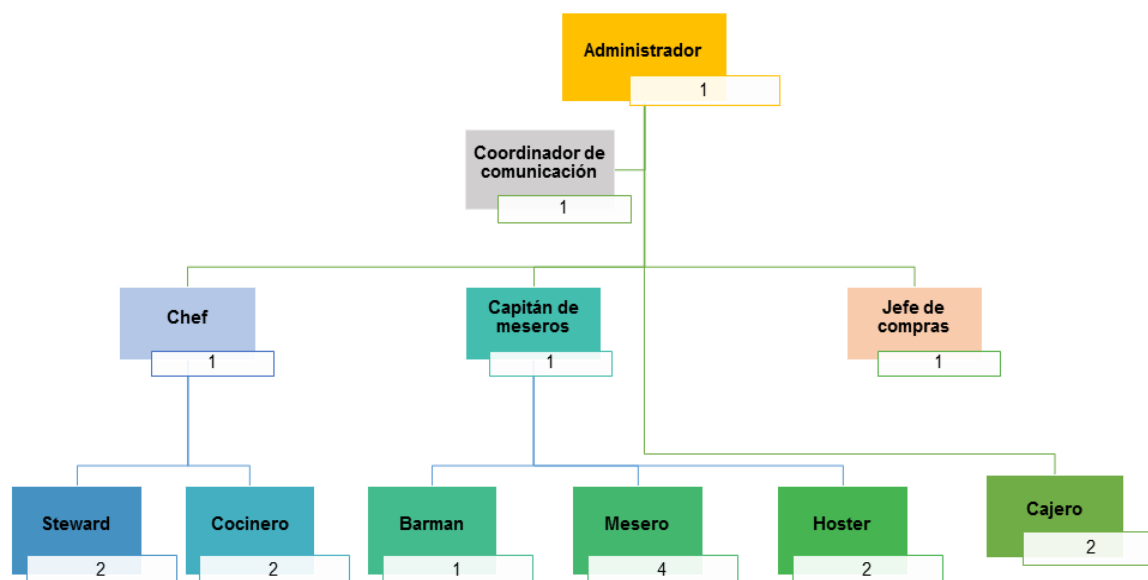 Administrador
1
Coordinador de
comunicación
1
Chef
1
Capitán de
meseros
1
Jefe de
compras
1
Steward
2
Cocinero
2
Barman
1
Mesero
4
Hoster
2
Cajero
2